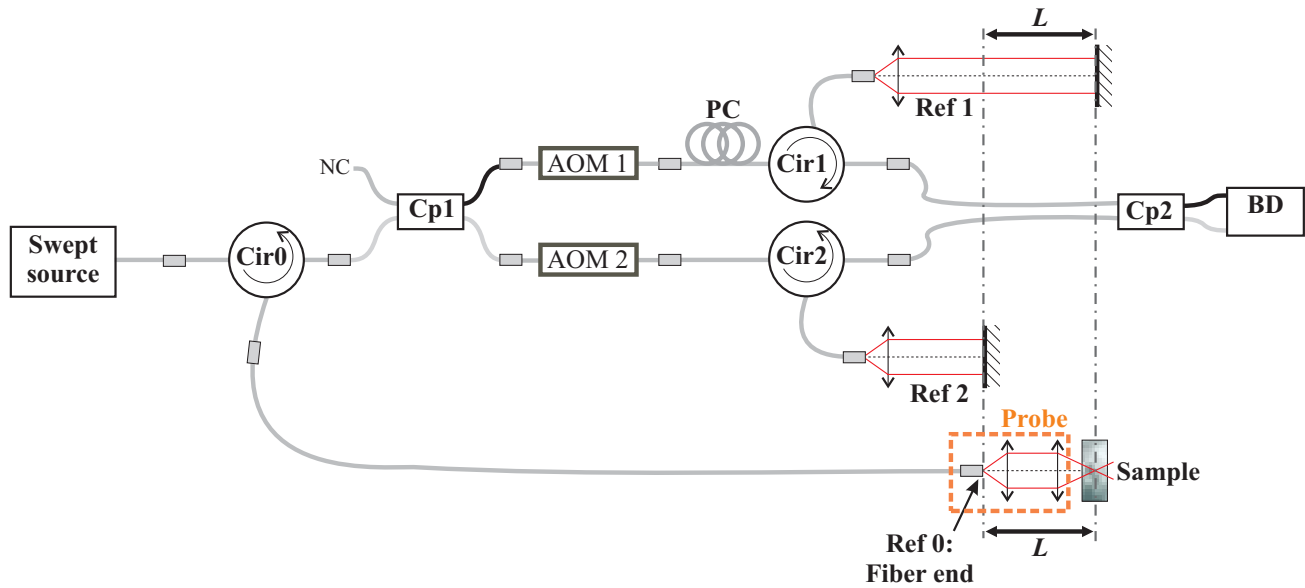 L
Ref 1
PC
NC
AOM 1
Cir1
Cp1
Cp2
BD
Swept
source
Cir0
AOM 2
Cir2
Ref 2
Probe
Sample
Ref 0:
Fiber end
L